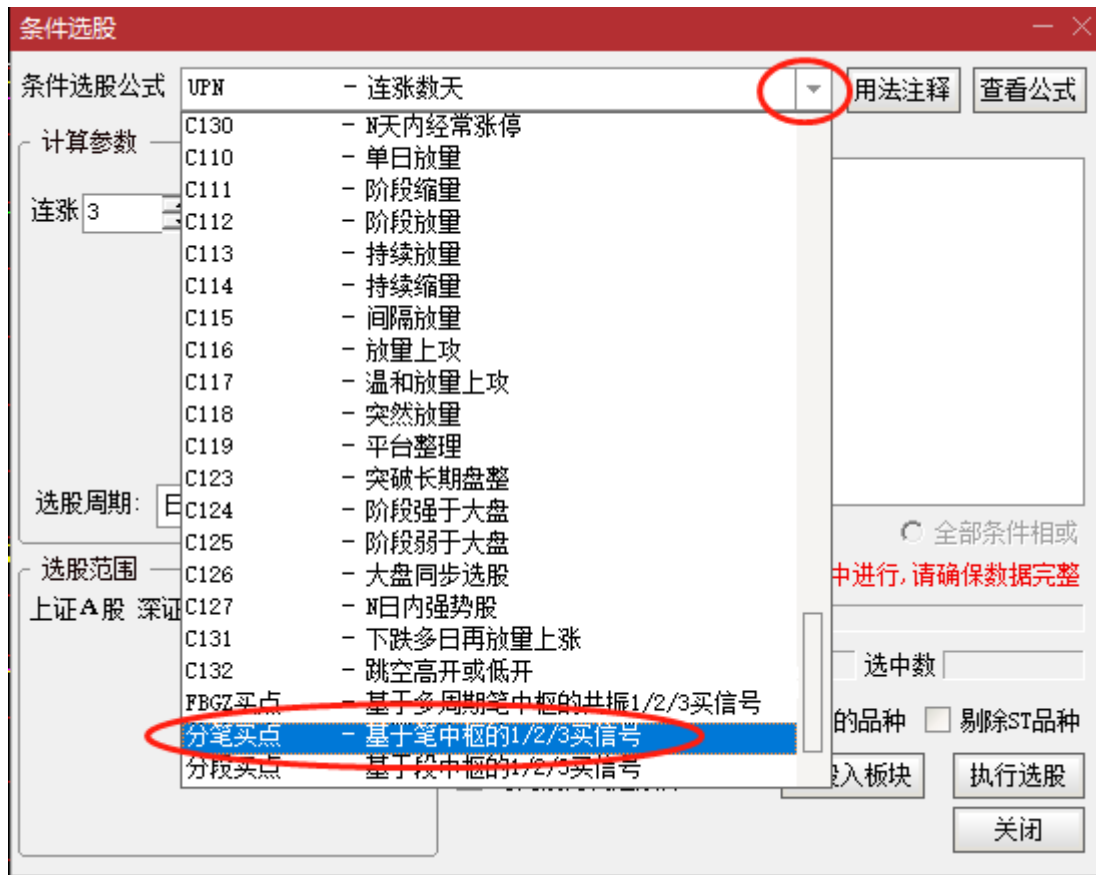 条件选股
条件选股公式 UPN - 连涨数天 用法注释 查看公式
计算参数
连涨 3
C130 - N天内经常涨停
C110 - 单日放量
C111 - 阶段缩量
C112 - 阶段放量
C113 - 持续放量
C114 - 持续缩量
C115 - 间隔放量
C116 - 放量上攻
C117 - 温和放量上攻
C118 - 突然放量
C119 - 平台整理
C123 - 突破长期盘整
C124 - 阶段强于大盘
C125 - 阶段弱于大盘
C126 - 大盘同步选股
C127 - N日内强势股
C131 - 下跌多日再放量上涨
C132 - 跳空高开或低开
FBGZ买点 - 基于多周期笔中枢的共振1/2/3买信号
分笔买点 - 基于笔中枢的1/2/3买信号
分段买点 - 基于段中枢的1/2/3买信号
选股周期: 日
全部条件相或
选股范围
中进行,请确保数据完整
上证A股 深证
选中数
的品种 剔除ST品种
入板块 执行选股
关闭